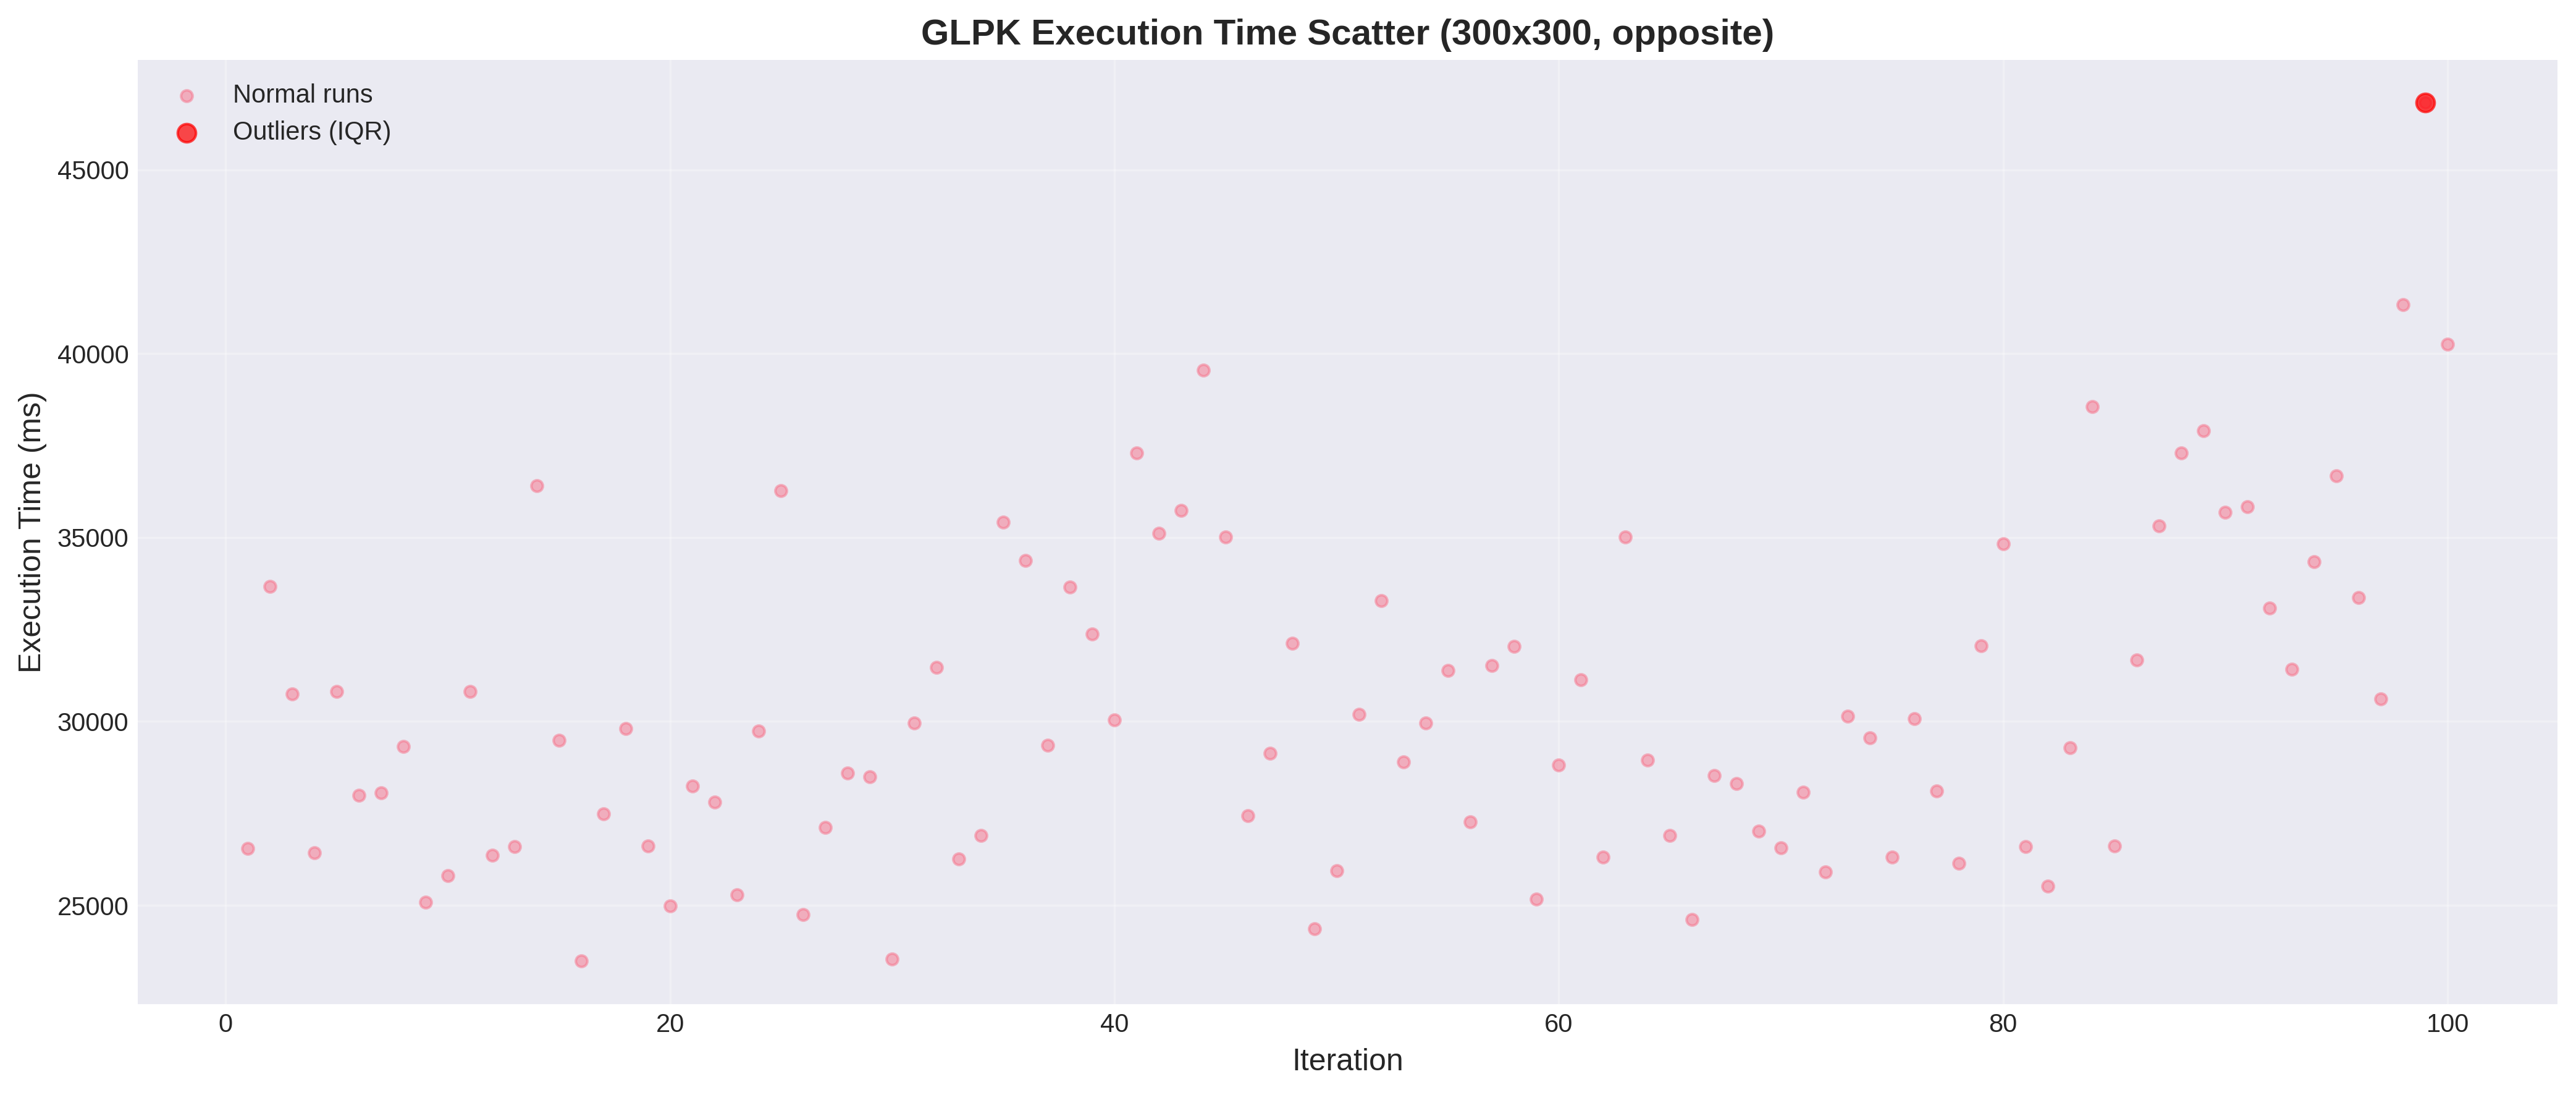 GLPK Execution Time Scatter (300x300, opposite)
Normal runs
Outliers (IQR)
Execution Time (ms)
45000
40000
35000
30000
25000
0 20 40 60 80 100
Iteration